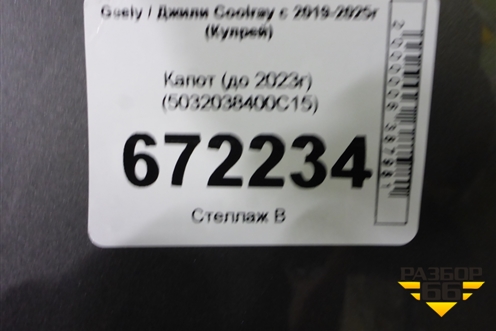 Geely / Джили Coolray с 2019-2025г
(Кулрей)
Капот (до 2023г)
(5032038400C15)
672234
Стеллаж В
РАЗБОР
66